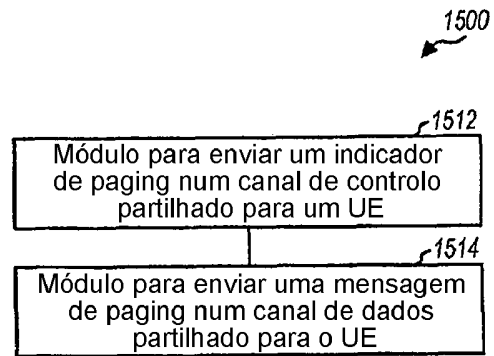 1500
1512
Módulo para enviar um indicador
de paging num canal de controlo
partilhado para um UE
1514
Módulo para enviar uma mensagem
de paging num canal de dados
partilhado para o UE